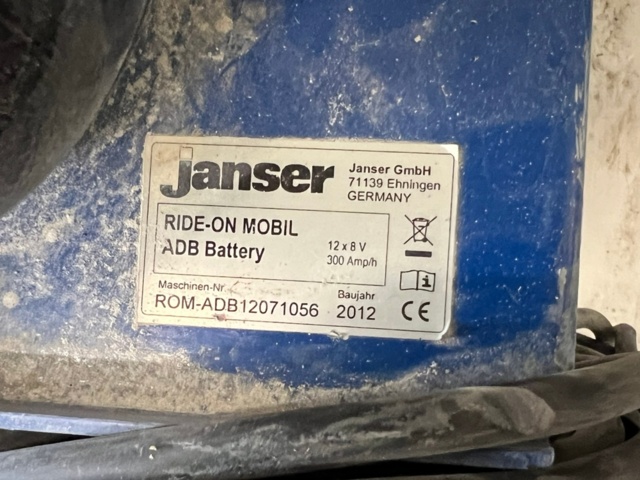 janser
Janser GmbH
71139 Ehningen
GERMANY
RIDE-ON MOBIL
ADB Battery
12 x 8 V
300 Amp/h
Maschinen-Nr
Baujahr
ROM-ADB12071056
2012
CE